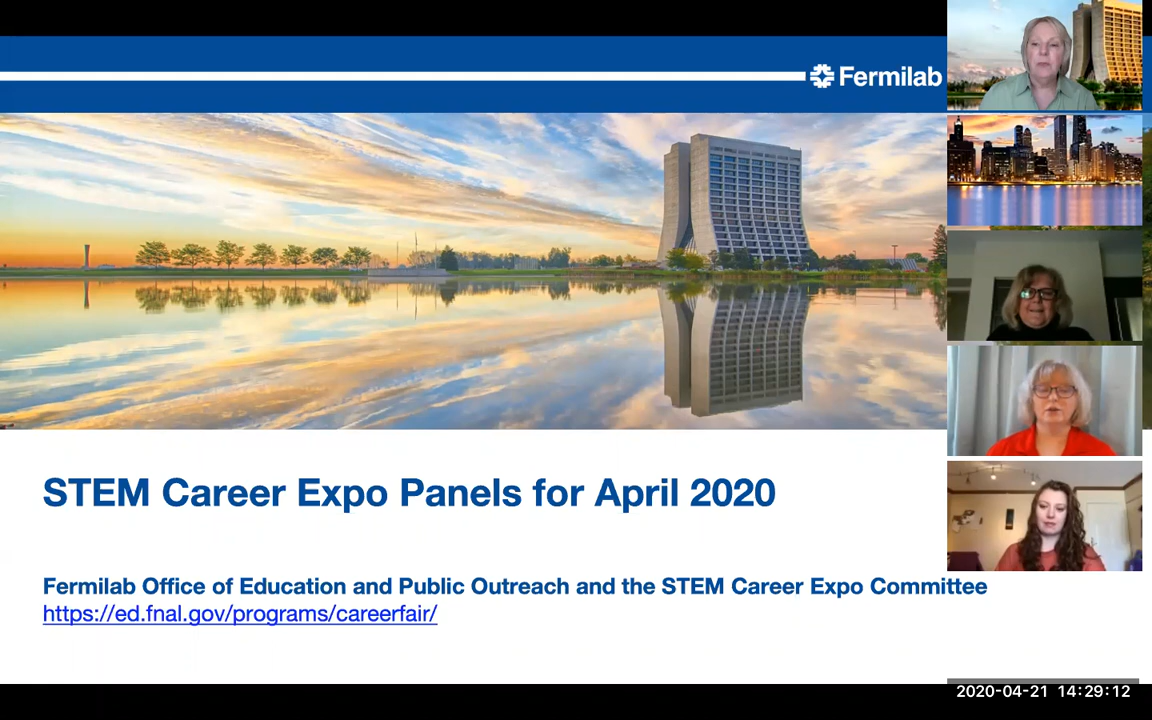 Fermilab
STEM Career Expo Panels for April 2020
Fermilab Office of Education and Public Outreach and the STEM Career Expo Committee
https://ed.fnal.gov/programs/careerfair/
2020-04-21 14:29:12